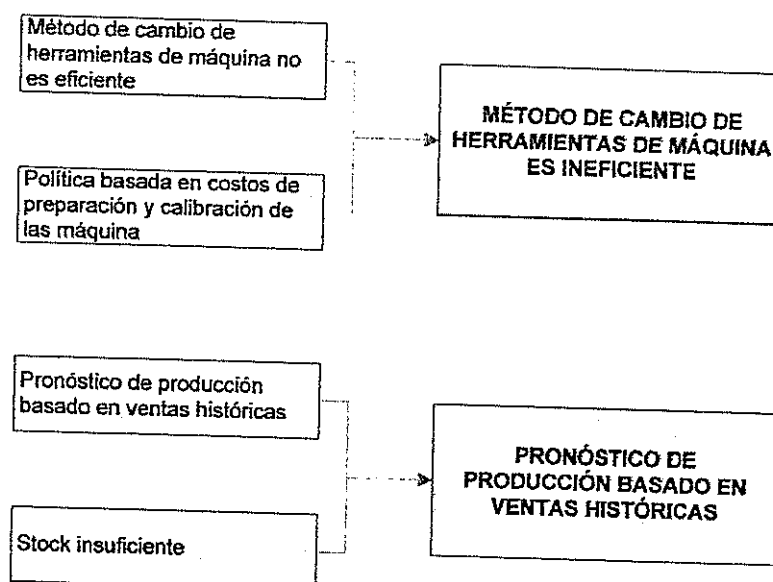 Método de cambio de
herramientas de máquina no
es eficiente
MÉTODO DE CAMBIO DE
HERRAMIENTAS DE MÁQUINA
ES INEFICIENTE
Política basada en costos de
preparación y calibración de
las máquina
Pronóstico de producción
basado en ventas históricas
PRONÓSTICO DE
PRODUCCIÓN BASADO EN
VENTAS HISTÓRICAS
Stock insuficiente